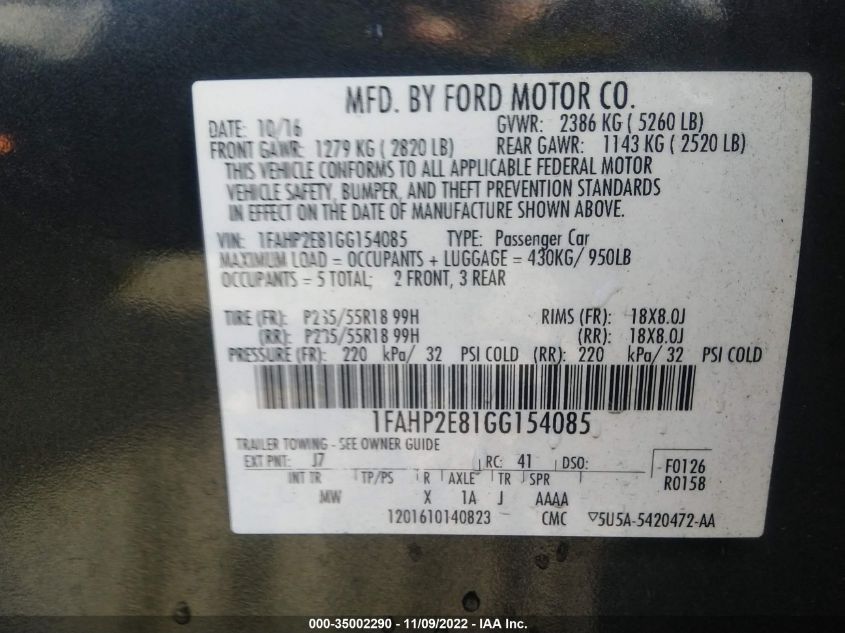 MFD. BY FORD MOTOR CO.
DATE: 10/16 GVWR: 2386 KG ( 5260 LB)
FRONT GAWR: 1279 KG ( 2820 LB) REAR GAWR: 1143 KG ( 2520 LB)
THIS VEHICLE CONFORMS TO ALL APPLICABLE FEDERAL MOTOR
VEHICLE SAFETY, BUMPER, AND THEFT PREVENTION STANDARDS
IN EFFECT ON THE DATE OF MANUFACTURE SHOWN ABOVE.
VIN: 1FAHP2E81GG154085 TYPE: Passenger Car
MAXIMUM LOAD = OCCUPANTS + LUGGAGE = 430KG/ 950LB
OCCUPANTS = 5 TOTAL; 2 FRONT, 3 REAR
TIRE (FR): P235/55R18 99H RIMS (FR): 18X8.0J
(RR): P235/55R18 99H (RR): 18X8.0J
PRESSURE (FR): 220 kPa/ 32 PSI COLD (RR): 220 kPa/ 32 PSI COLD
1FAHP2E81GG154085
TRAILER TOWING - SEE OWNER GUIDE
EXT PNT: J7 RC: 41 DSO: F0126
INT TR TP/PS R AXLE TR SPR R0158
MW X 1A J AAAA
1201610140823 CMC ▽5U5A-5420472-AA
000-35002290 - 11/09/2022 - IAA Inc.